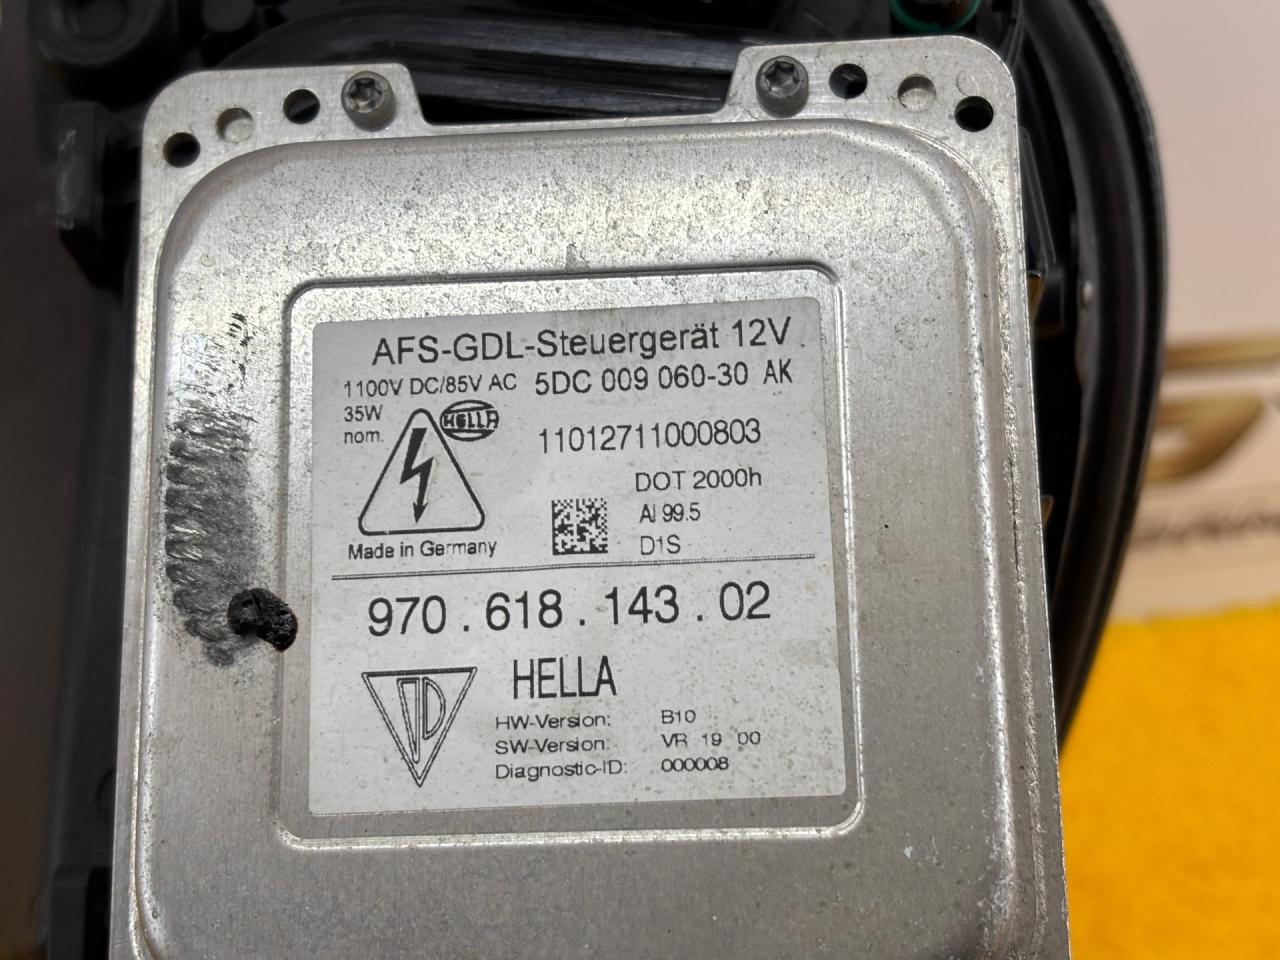 AFS-GDL-Steuergerät 12V
1100V DC/85V AC 5DC 009 060-30 AK
35W
nom.
HELLA
11012711000803
DOT 2000h
Al 99.5
D1S
Made in Germany
970.618.143.02
HELLA
HW-Version: B10
SW-Version: VR 19 00
Diagnostic-ID: 000008